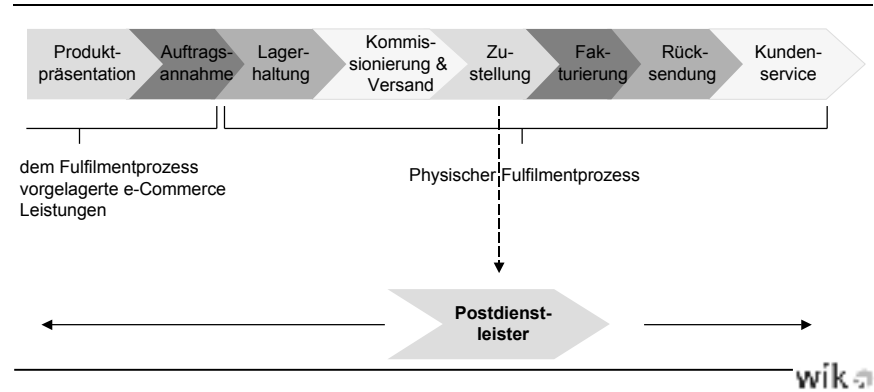 Produkt-
präsentation
Auftrags-
annahme
Lager-
haltung
Kommis-
sionierung &
Versand
Zu-
stellung
Fak-
turierung
Rück-
sendung
Kunden-
service
dem Fulfilmentprozess
vorgelagerte e-Commerce
Leistungen
Physischer Fulfilmentprozess
Postdienst-
leister
wik